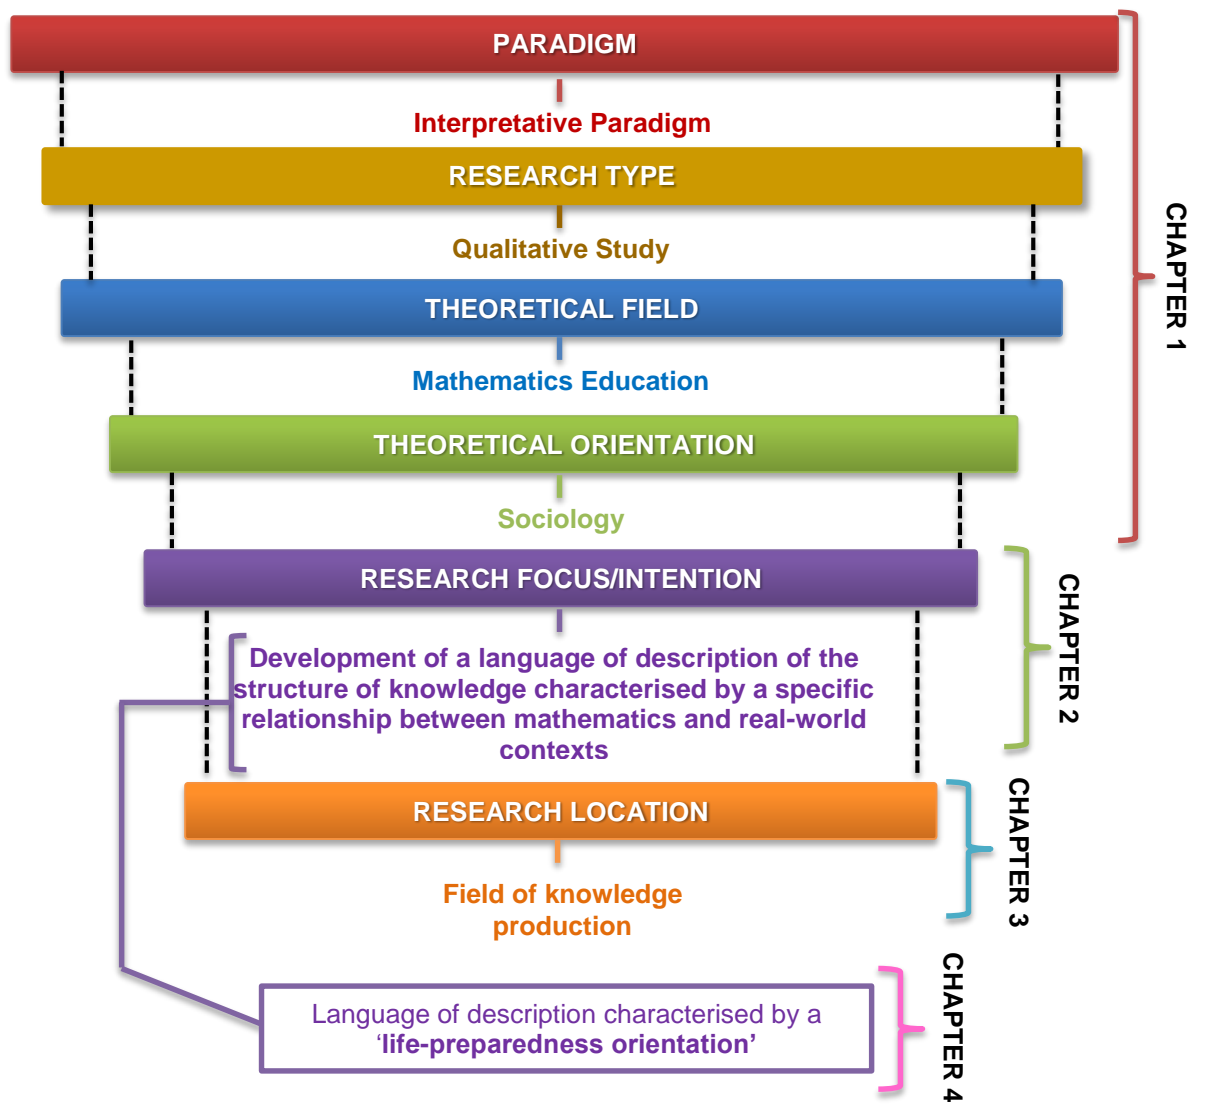 PARADIGM
Interpretative Paradigm
RESEARCH TYPE
Qualitative Study
THEORETICAL FIELD
Mathematics Education
THEORETICAL ORIENTATION
Sociology
CHAPTER 1
RESEARCH FOCUS/INTENTION
Development of a language of description of the
structure of knowledge characterised by a specific
relationship between mathematics and real-world
contexts
CHAPTER 2
RESEARCH LOCATION
Field of knowledge
production
CHAPTER 3
Language of description characterised by a
‘life-preparedness orientation’
CHAPTER 4